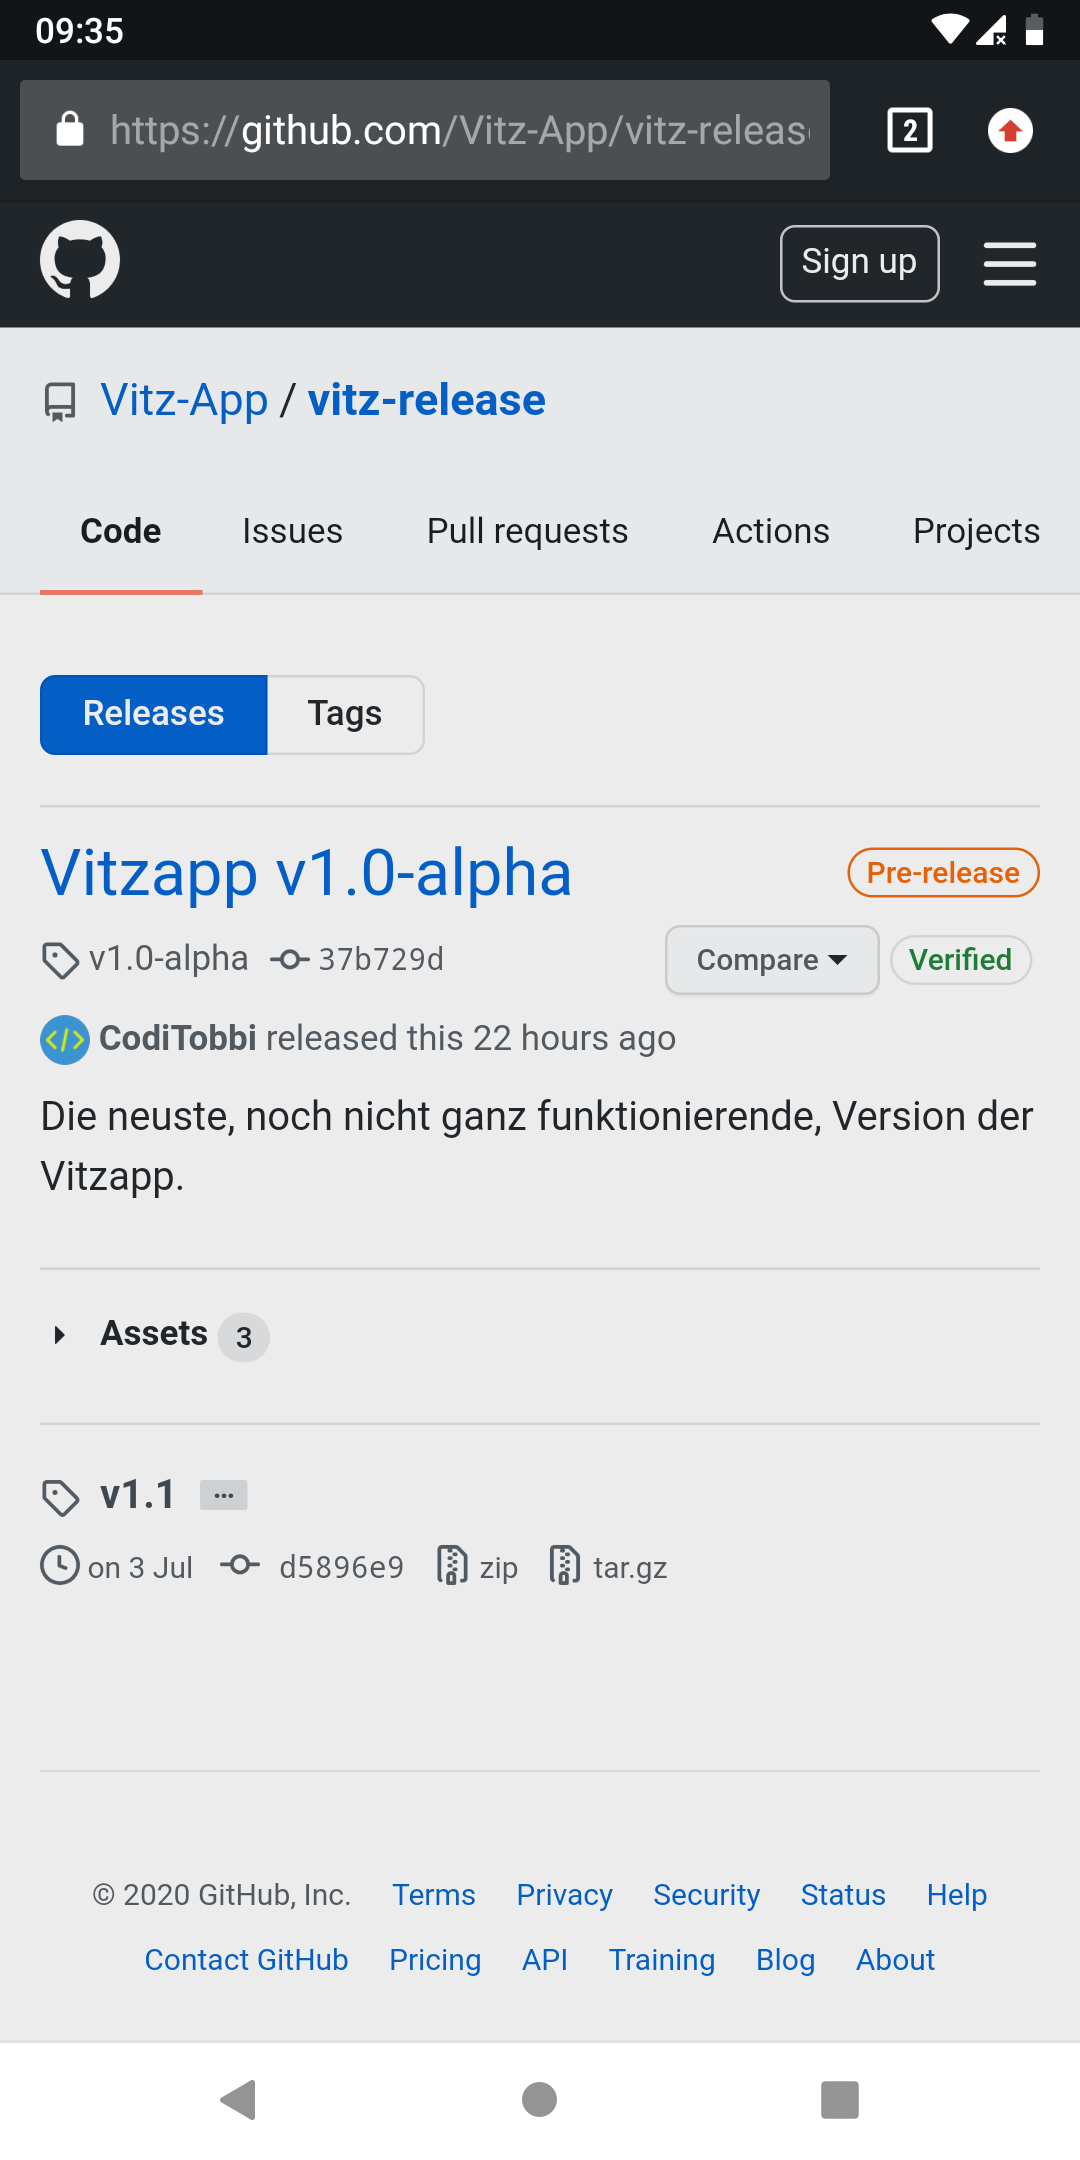 09:35
https://github.com/Vitz-App/vitz-releas
2
Sign up
Vitz-App / vitz-release
Code Issues Pull requests Actions Projects
Releases Tags
Vitzapp v1.0-alpha Pre-release
v1.0-alpha 37b729d Compare Verified
CodiTobbi released this 22 hours ago
Die neuste, noch nicht ganz funktionierende, Version der
Vitzapp.
Assets 3
v1.1 ...
on 3 Jul d5896e9 zip tar.gz
© 2020 GitHub, Inc. Terms Privacy Security Status Help
Contact GitHub Pricing API Training Blog About